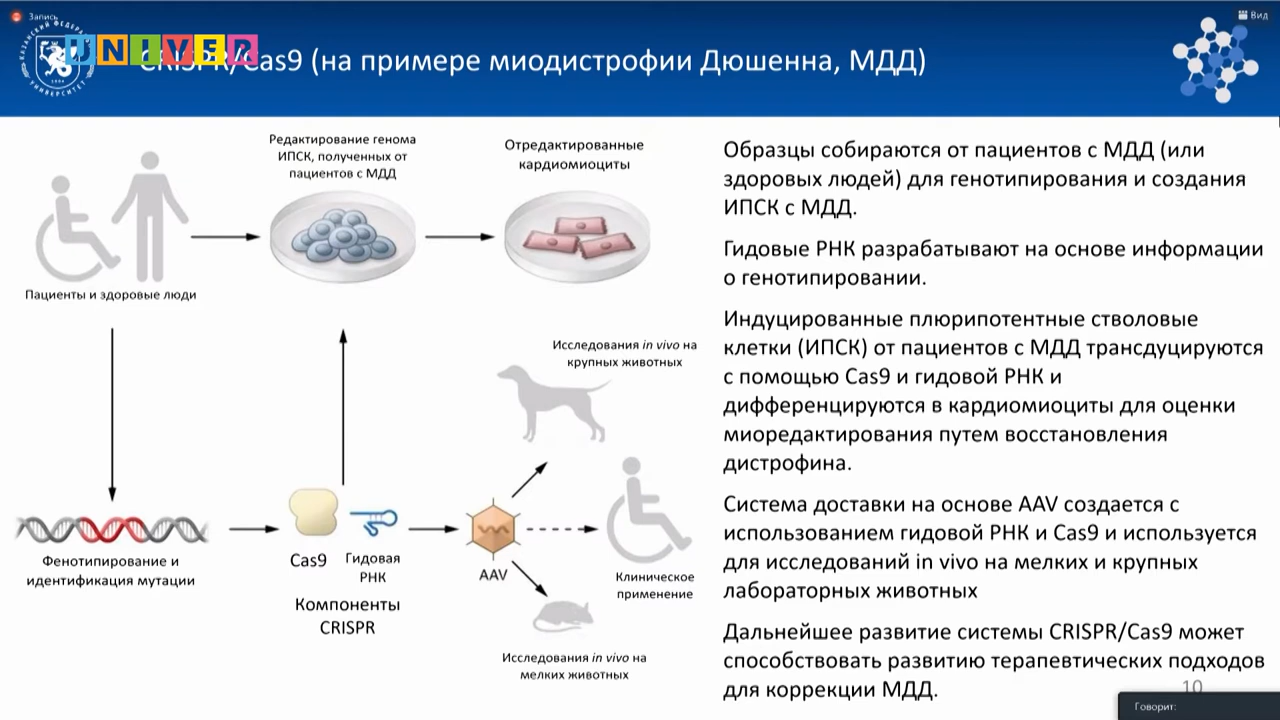 Запись
Вид
UNIVER
КАЗАНСКИЙ ФЕДЕРАЛЬНЫЙ УНИВЕРСИТЕТ
1804
CRISPR/Cas9 (на примере миодистрофии Дюшенна, МДД)
Редактирование генома
ИПСК, полученных от
пациентов с МДД
Отредактированные
кардиомиоциты
Пациенты и здоровые люди
Исследования in vivo на
крупных животных
Фенотипирование и
идентификация мутации
Cas9
Гидовая
РНК
Компоненты
CRISPR
AAV
Клиническое
применение
Исследования in vivo на
мелких животных
Образцы собираются от пациентов с МДД (или
здоровых людей) для генотипирования и создания
ИПСК с МДД.
Гидовые РНК разрабатывают на основе информации
о генотипировании.
Индуцированные плюрипотентные стволовые
клетки (ИПСК) от пациентов с МДД трансдуцируются
с помощью Cas9 и гидовой РНК и
дифференцируются в кардиомиоциты для оценки
миоредактирования путем восстановления
дистрофина.
Система доставки на основе AAV создается с
использованием гидовой РНК и Cas9 и используется
для исследований in vivo на мелких и крупных
лабораторных животных
Дальнейшее развитие системы CRISPR/Cas9 может
способствовать развитию терапевтических подходов
для коррекции МДД.
10
Говорит: